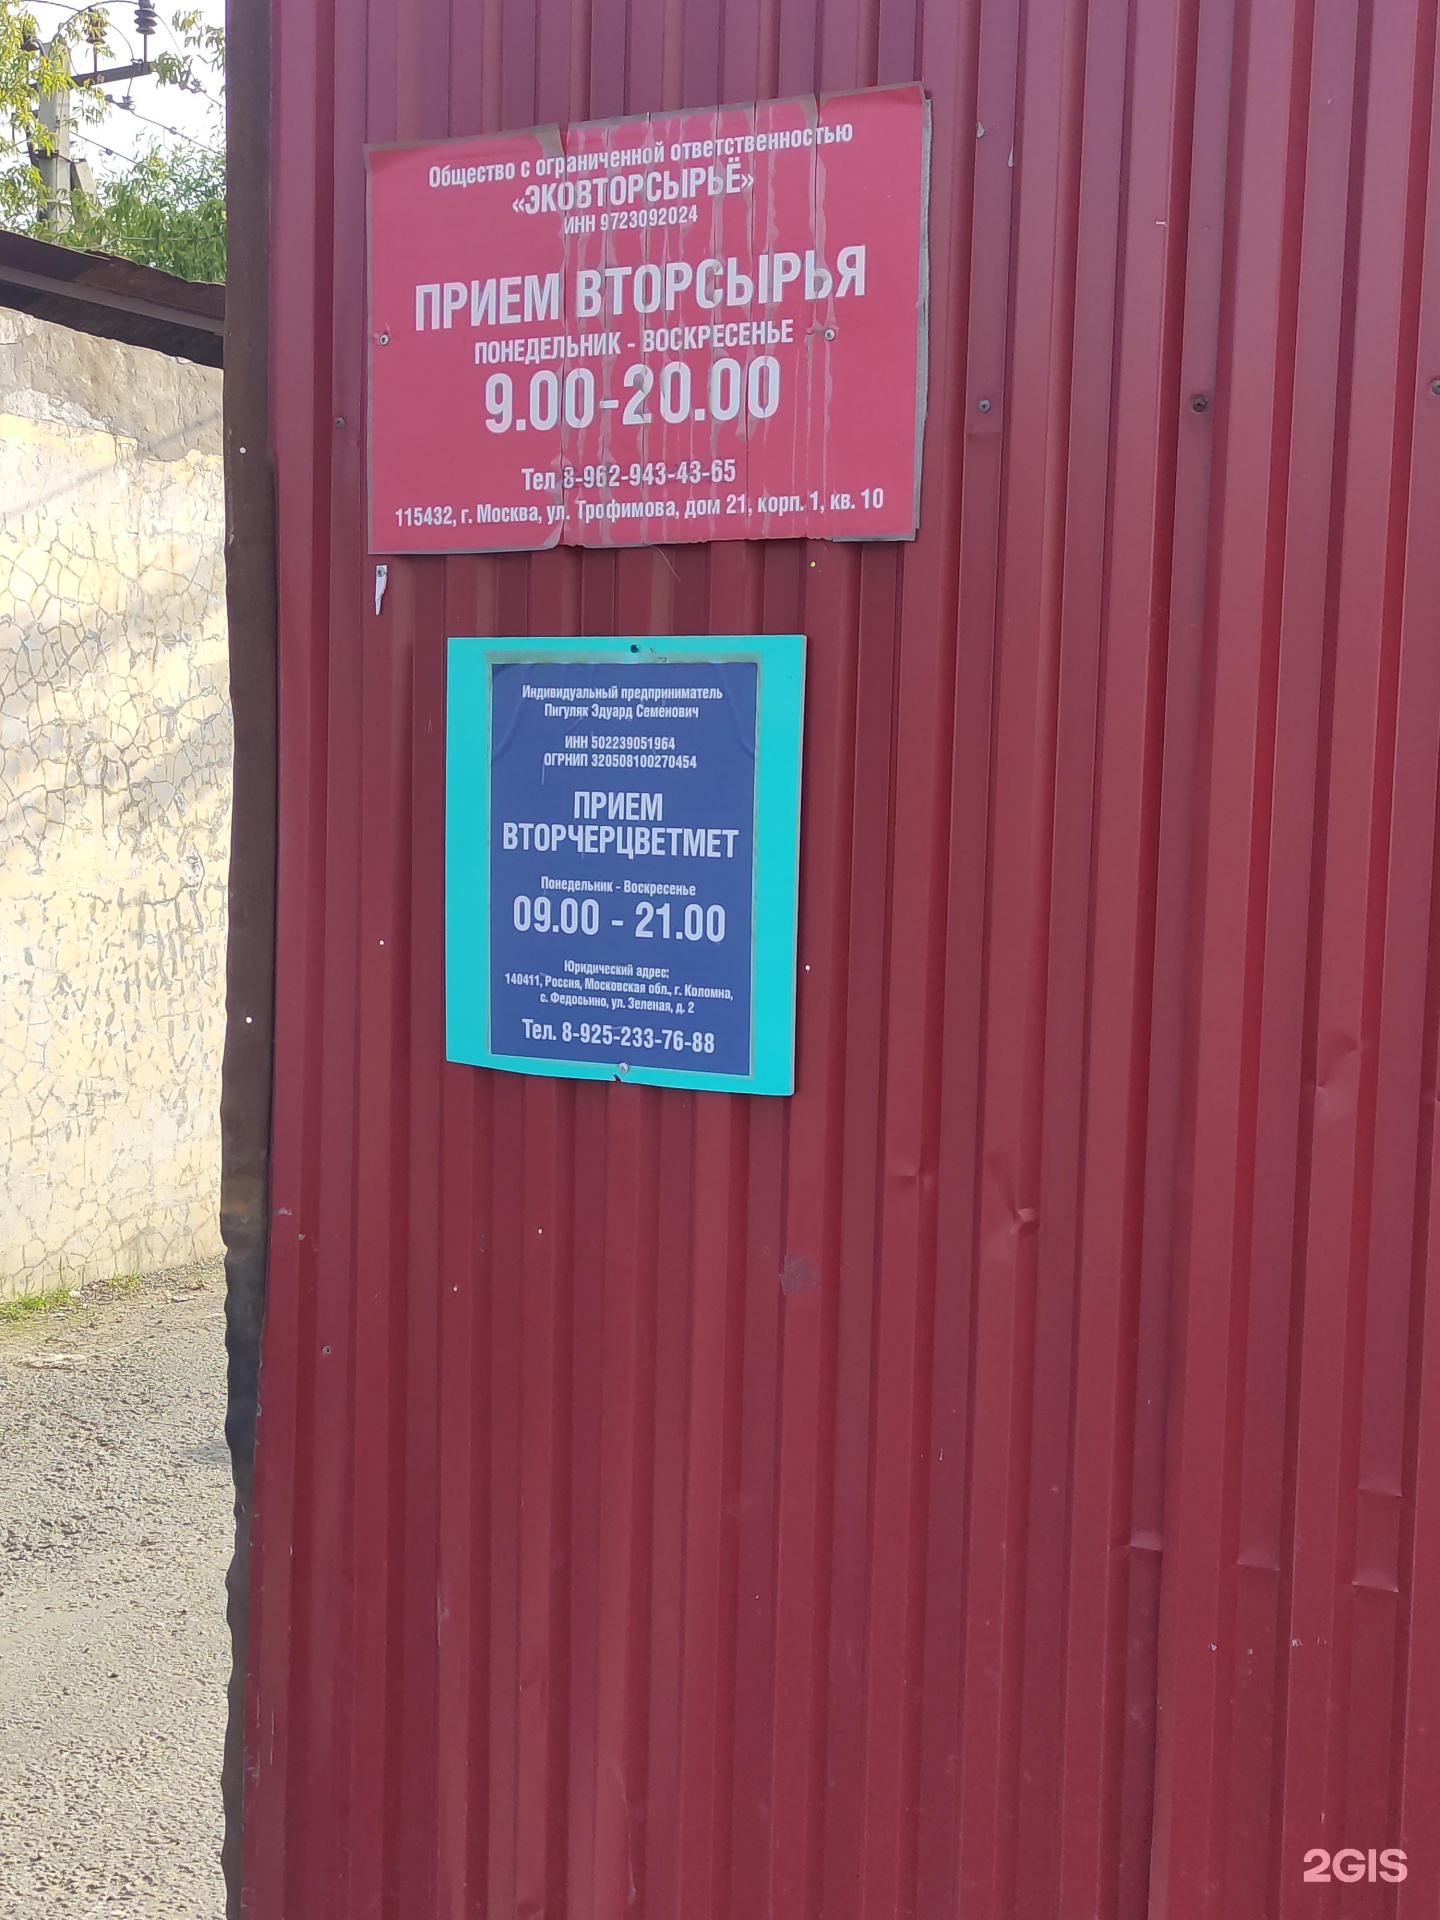 Общество с ограниченной ответственностью
«ЭКОВТОРСЫРЬЁ»
ИНН 9723092024
ПРИЕМ ВТОРСЫРЬЯ
ПОНЕДЕЛЬНИК - ВОСКРЕСЕНЬЕ
9.00-20.00
Тел 8-962-943-43-65
115432, г. Москва, ул. Трофимова, дом 21, корп. 1, кв. 10
Индивидуальный предприниматель
Пигуляк Эдуард Семенович
ИНН 502239051964
ОГРНИП 320508100270454
ПРИЕМ
ВТОРЧЕРЦВЕТМЕТ
Понедельник - Воскресенье
09.00 - 21.00
Юридический адрес:
140411, Россия, Московская обл., г. Коломна,
с. Федосьино, ул. Зеленая, д. 2
Тел. 8-925-233-76-88
2GIS